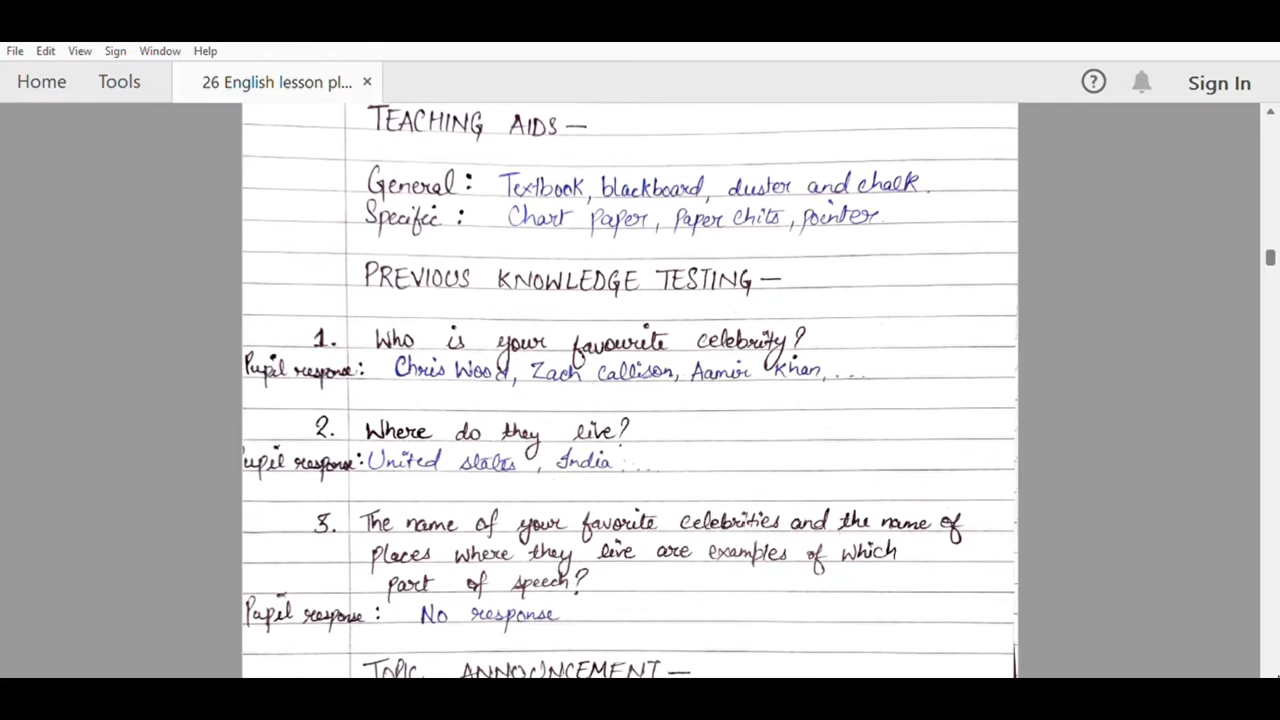 File Edit View Sign Window Help
Home Tools 26 English lesson pl... × ? Sign In
TEACHING AIDS —
General : Textbook, blackboard, duster and chalk.
Specific : Chart paper, paper chits, pointer.
PREVIOUS KNOWLEDGE TESTING —
1. Who is your favourite celebrity?
Pupil response : Chris Wood, Zach Callison, Aamir Khan, ...
2. Where do they live?
Pupil response : United states, India ....
3. The name of your favorite celebrities and the name of
places where they live are examples of which
part of speech?
Pupil response : No response
TOPIC ANNOUNCEMENT —